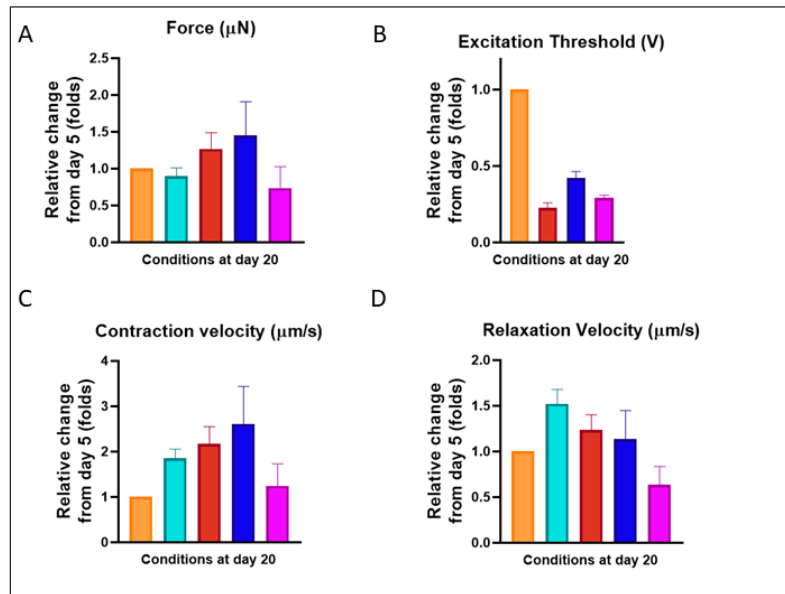 A
Force (μN)
Relative change
from day 5 (folds)
2.5
2.0
1.5
1.0
0.5
0.0
Conditions at day 20
B
Excitation Threshold (V)
Relative change
from day 5 (folds)
1.0
0.5
0.0
Conditions at day 20
C
Contraction velocity (μm/s)
Relative change
from day 5 (folds)
4
3
2
1
0
Conditions at day 20
D
Relaxation Velocity (μm/s)
Relative change
from day 5 (folds)
2.0
1.5
1.0
0.5
0.0
Conditions at day 20